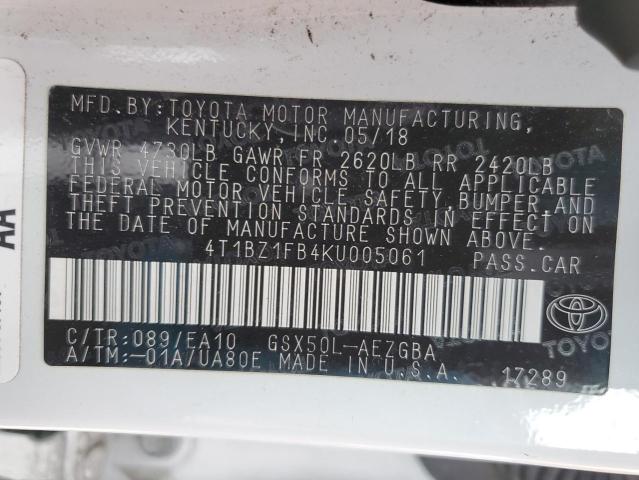 MFD. BY: TOYOTA MOTOR MANUFACTURING,
KENTUCKY, INC. 05/18
GVWR 4730LB GAWR FR 2620LB RR 2420LB
THIS VEHICLE CONFORMS TO ALL APPLICABLE
FEDERAL MOTOR VEHICLE SAFETY, BUMPER, AND
THEFT PREVENTION STANDARDS IN EFFECT ON
THE DATE OF MANUFACTURE SHOWN ABOVE.
4T1BZ1FB4KU005061 PASS.CAR
C/TR: 089/EA10 GSX50L-AEZGBA
A/TM:-01A/UA80E MADE IN U.S.A. 17289
TOYOTA
AA